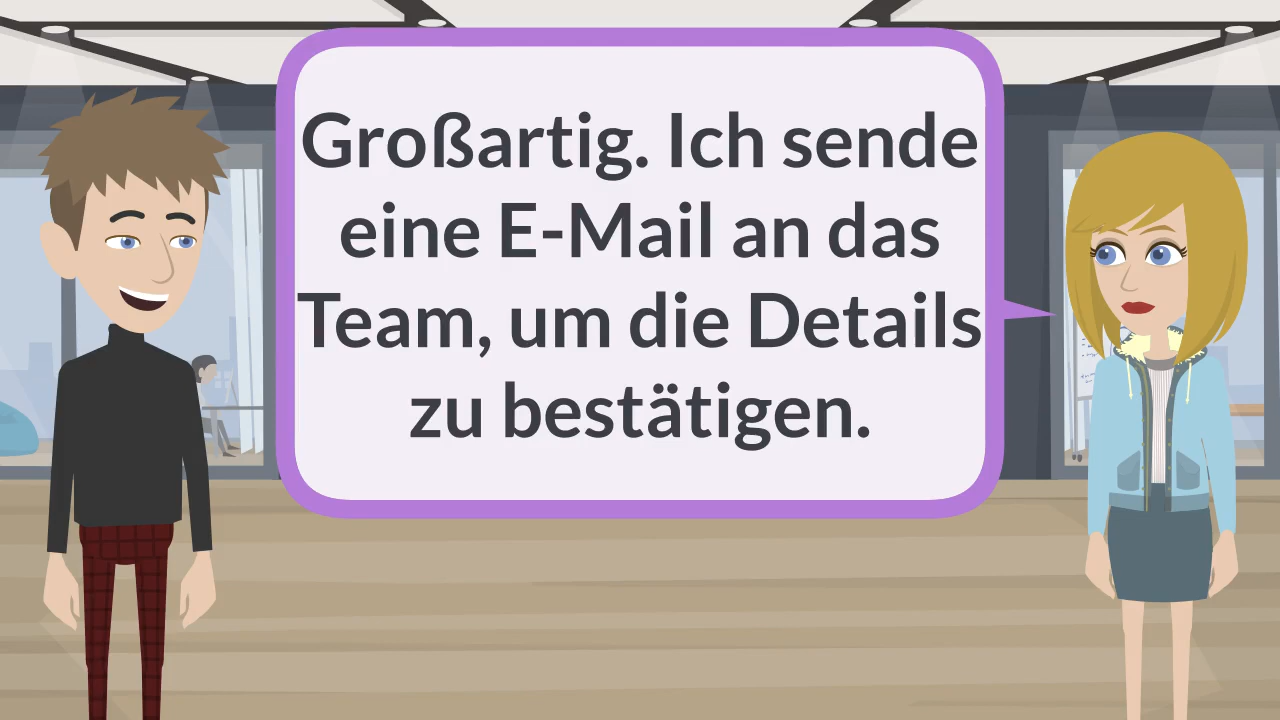 Großartig. Ich sende
eine E-Mail an das
Team, um die Details
zu bestätigen.